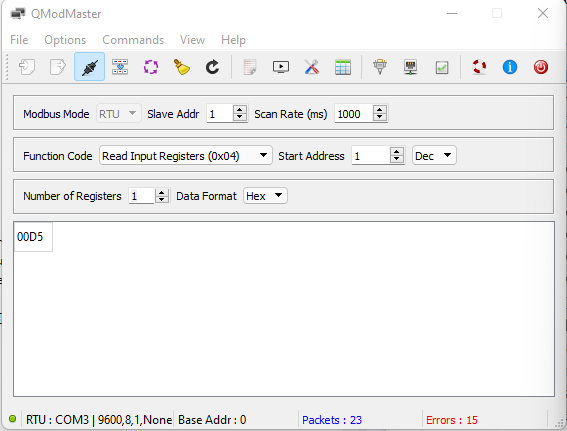 QModMaster
File Options Commands View Help
Modbus Mode RTU Slave Addr 1 Scan Rate (ms) 1000
Function Code Read Input Registers (0x04) Start Address 1 Dec
Number of Registers 1 Data Format Hex
00D5
RTU : COM3 | 9600,8,1,None Base Addr : 0 Packets : 23 Errors : 15